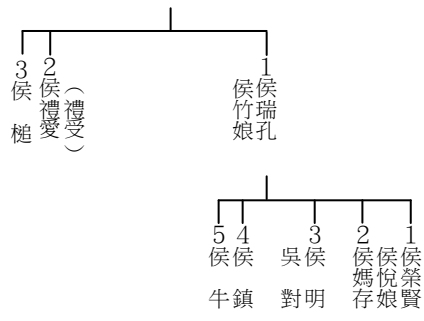 1侯瑞孔
侯竹娘
(禮受)
2侯禮愛
3侯 槌
1侯榮賢
侯悅娘
2侯媽存
3侯 明
吳 對
4侯 鎮
5侯 牛